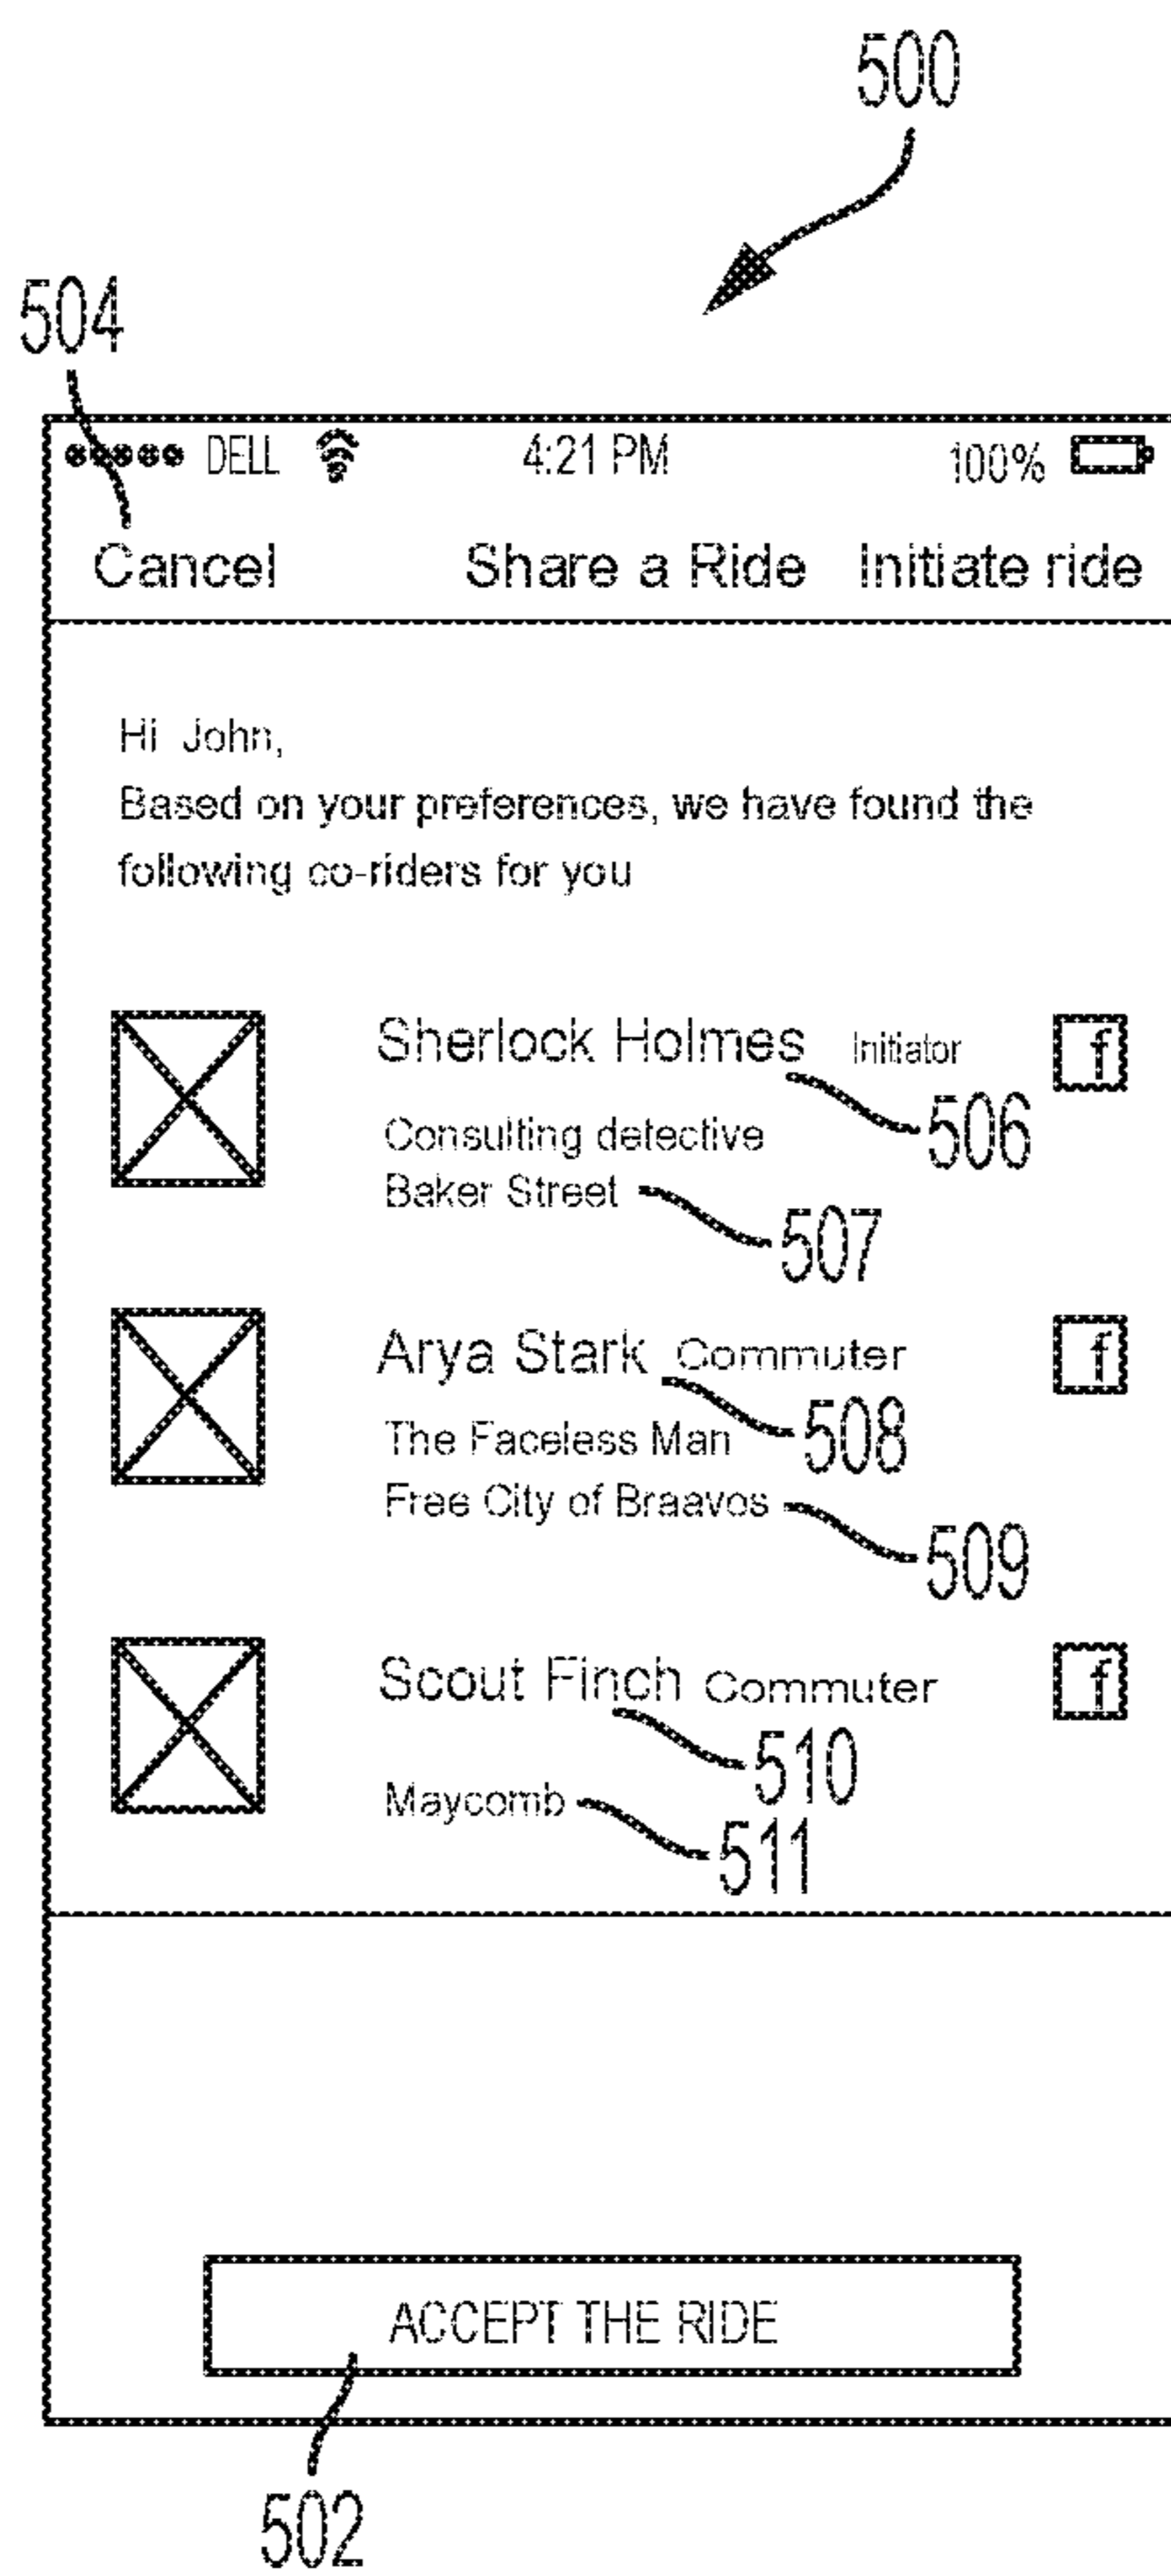 500
504
DELL 4:21 PM 100%
Cancel Share a Ride Initiate ride
Hi John,
Based on your preferences, we have found the
following co-riders for you
Sherlock Holmes Initiator f
506
Consulting detective
Baker Street
507
Arya Stark Commuter f
508
The Faceless Man
Free City of Braavos
509
Scout Finch Commuter f
510
Maycomb
511
ACCEPT THE RIDE
502